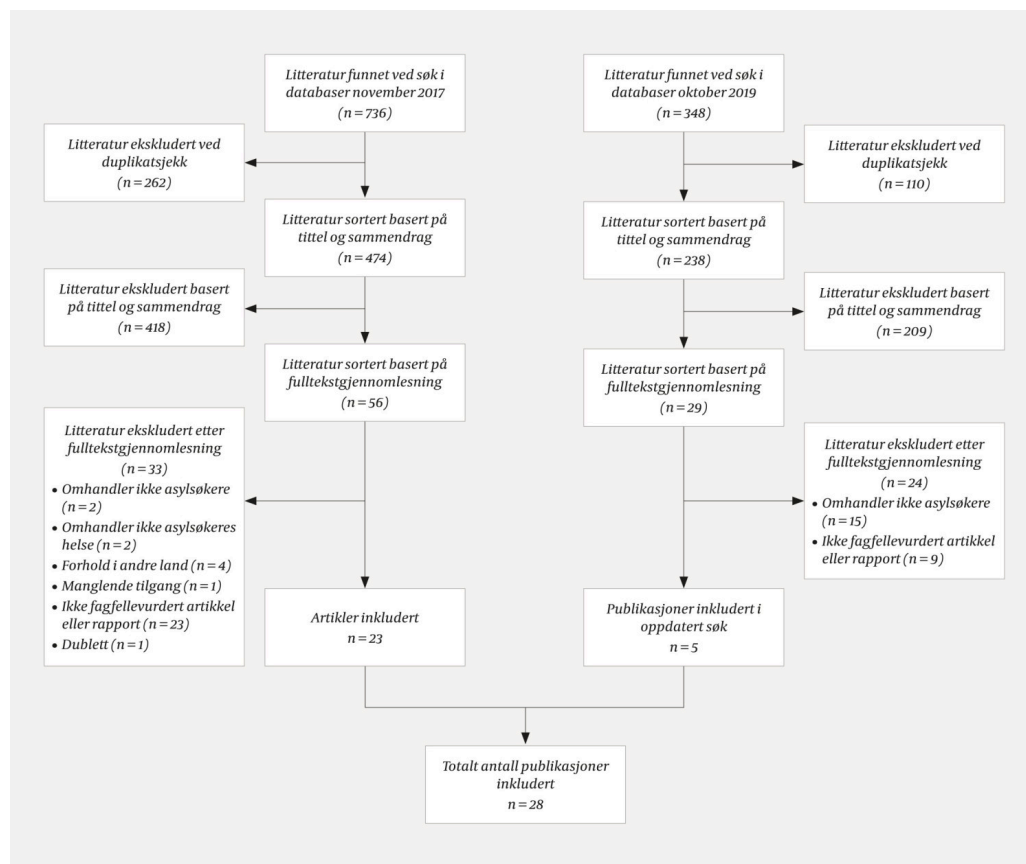 Litteratur funnet ved søk i
databaser november 2017
(n = 736)
Litteratur ekskludert ved
duplikatsjekk
(n = 262)
Litteratur sortert basert på
tittel og sammendrag
(n = 474)
Litteratur ekskludert basert
på tittel og sammendrag
(n = 418)
Litteratur sortert basert på
fulltekstgjennomlesning
(n = 56)
Litteratur ekskludert etter
fulltekstgjennomlesning
(n = 33)
• Omhandler ikke asylsøkere
(n = 2)
• Omhandler ikke asylsøkeres
helse (n = 2)
• Forhold i andre land (n = 4)
• Manglende tilgang (n = 1)
• Ikke fagfellevurdert artikkel
eller rapport (n = 23)
• Dublett (n = 1)
Artikler inkludert
n = 23
Litteratur funnet ved søk i
databaser oktober 2019
(n = 348)
Litteratur ekskludert ved
duplikatsjekk
(n = 110)
Litteratur sortert basert på
tittel og sammendrag
(n = 238)
Litteratur ekskludert basert
på tittel og sammendrag
(n = 209)
Litteratur sortert basert på
fulltekstgjennomlesning
(n = 29)
Litteratur ekskludert etter
fulltekstgjennomlesning
(n = 24)
• Omhandler ikke asylsøkere
(n = 15)
• Ikke fagfellevurdert artikkel
eller rapport (n = 9)
Publikasjoner inkludert i
oppdatert søk
n = 5
Totalt antall publikasjoner
inkludert
n = 28